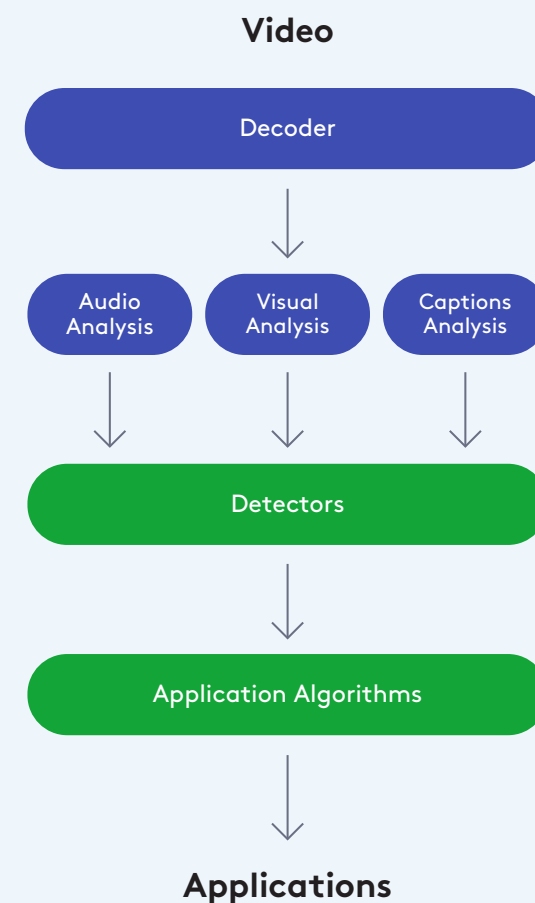 Video
Decoder
Audio
Analysis
Visual
Analysis
Captions
Analysis
Detectors
Application Algorithms
Applications